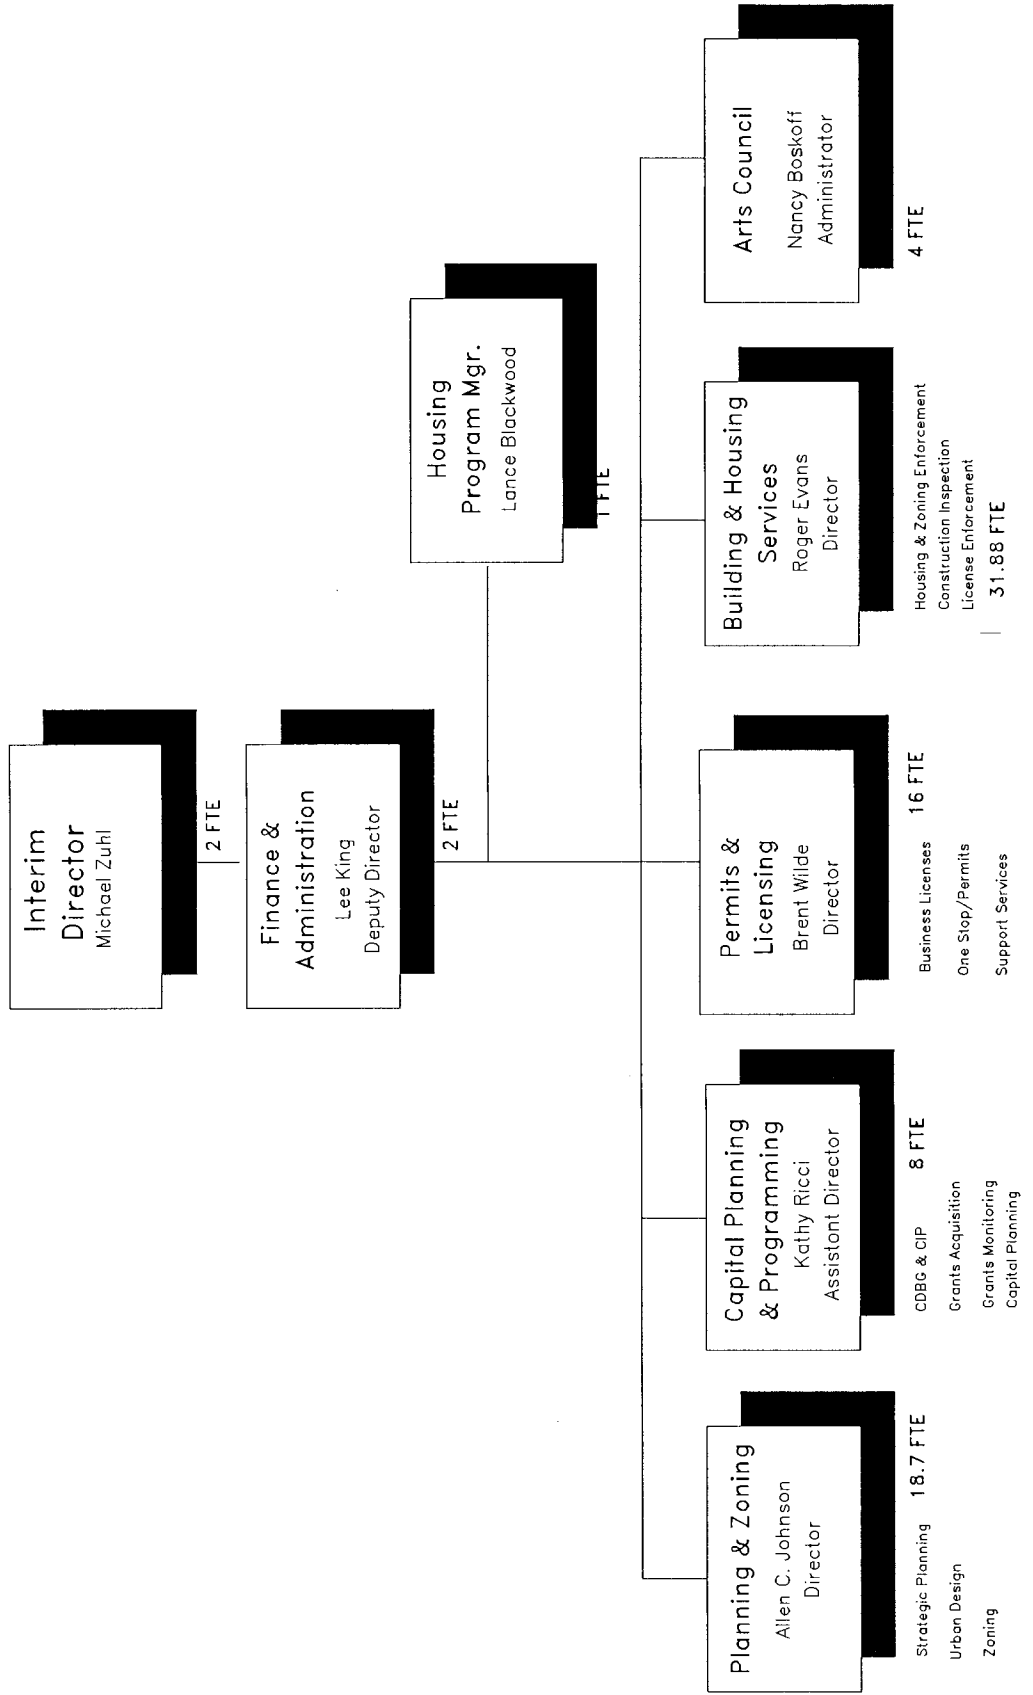 Interim
Director
Michael Zuhl
2 FTE
Finance &
Administration
Lee King
Deputy Director
2 FTE
Housing
Program Mgr.
Lance Blackwood
1 FTE
Planning & Zoning
Allen C. Johnson
Director
18.7 FTE
Strategic Planning
Urban Design
Zoning
Capital Planning
& Programming
Kathy Ricci
Assistant Director
8 FTE
CDBG & CIP
Grants Acquisition
Grants Monitoring
Capital Planning
Permits &
Licensing
Brent Wilde
Director
16 FTE
Business Licenses
One Stop/Permits
Support Services
Building & Housing
Services
Roger Evans
Director
Housing & Zoning Enforcement
Construction Inspection
License Enforcement
31.88 FTE
Arts Council
Nancy Boskoff
Administrator
4 FTE